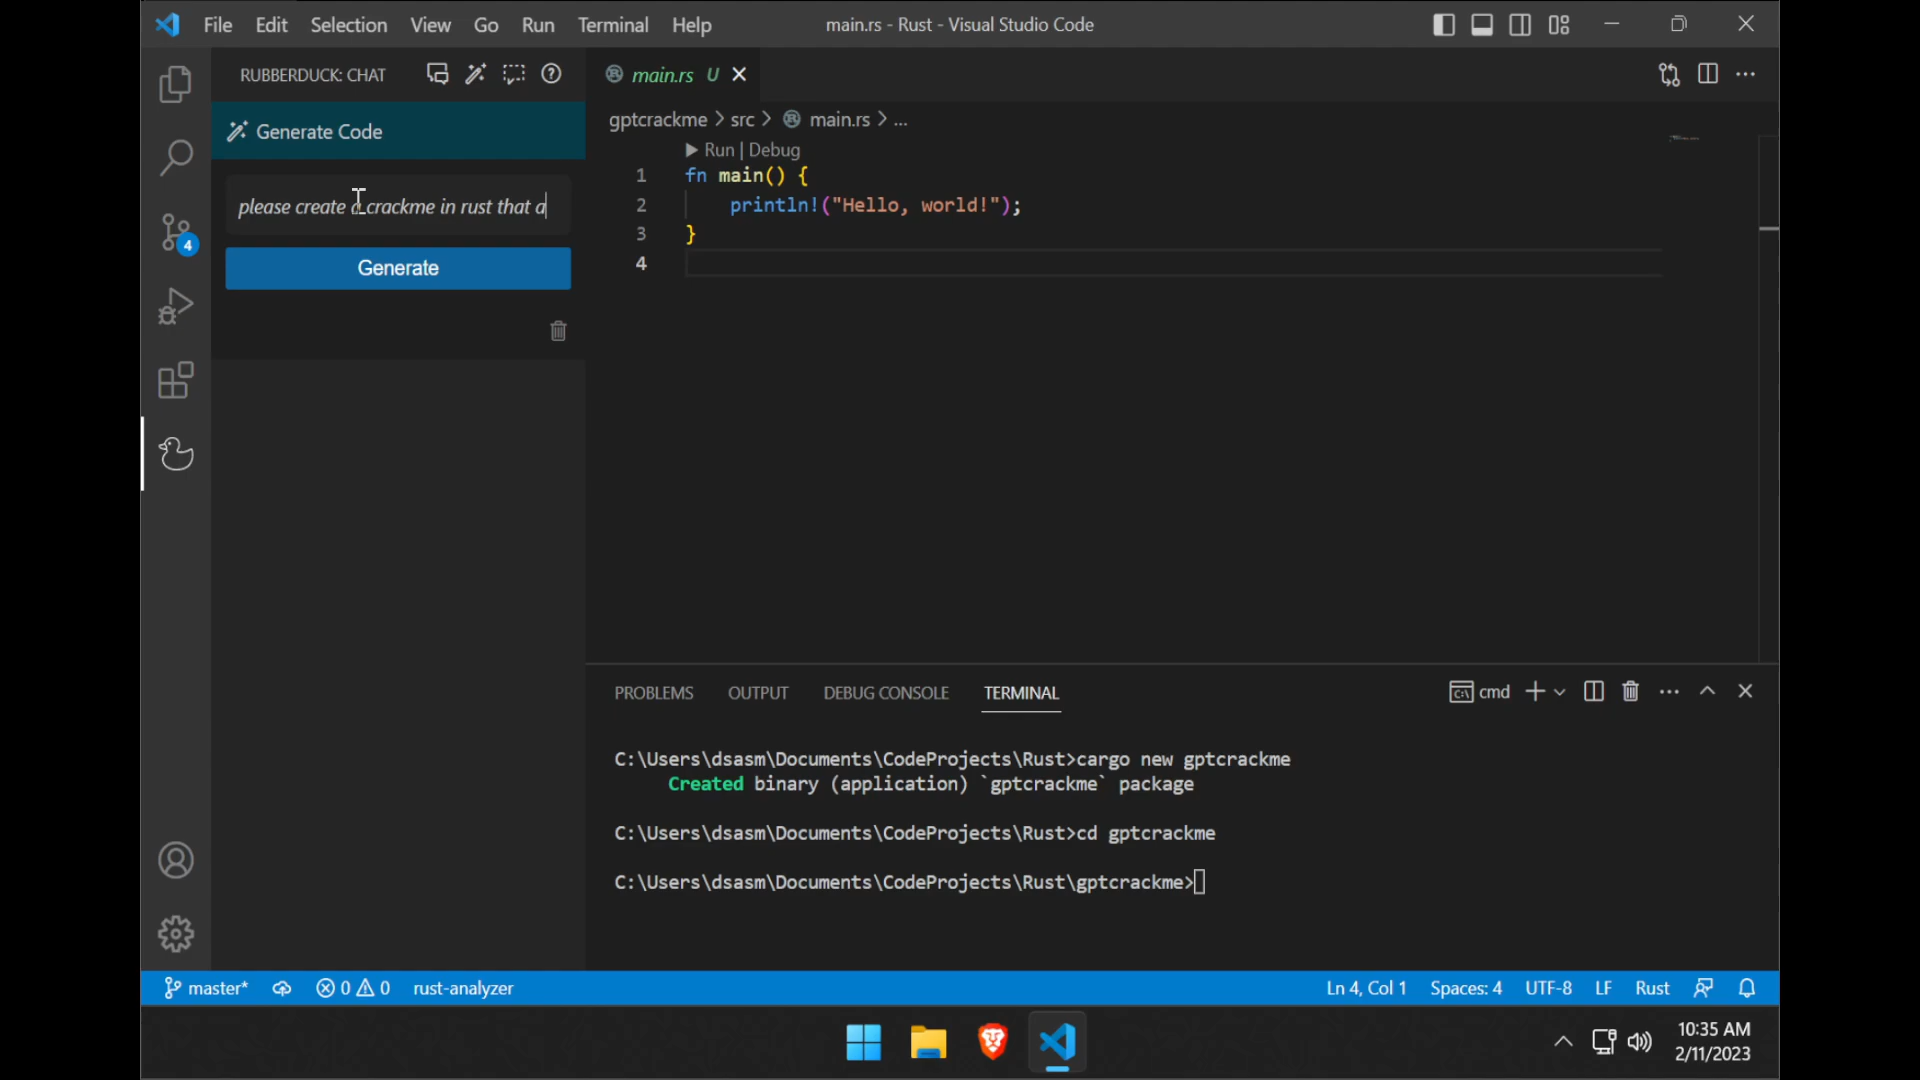 File Edit Selection View Go Run Terminal Help
main.rs - Rust - Visual Studio Code
RUBBERDUCK: CHAT
main.rs U
Generate Code
gptcrackme > src > main.rs > ...
Run | Debug
please create a crackme in rust that a
Generate
1 fn main() {
2 println!("Hello, world!");
3 }
4
4
PROBLEMS OUTPUT DEBUG CONSOLE TERMINAL
cmd
C:\Users\dsasm\Documents\CodeProjects\Rust>cargo new gptcrackme
Created binary (application) `gptcrackme` package
C:\Users\dsasm\Documents\CodeProjects\Rust>cd gptcrackme
C:\Users\dsasm\Documents\CodeProjects\Rust\gptcrackme>
master* 0 0 rust-analyzer
Ln 4, Col 1 Spaces: 4 UTF-8 LF Rust
10:35 AM
2/11/2023